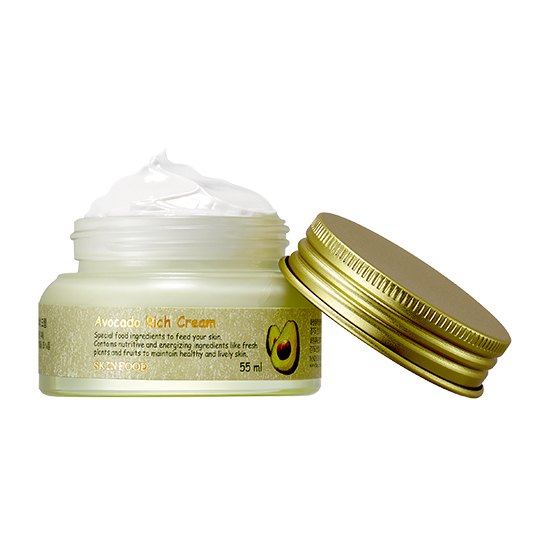 Avocado Rich Cream
Special food ingredients to feed your skin.
Contains nutritive and energizing ingredients like fresh
plants and fruits to maintain healthy and lively skin.
SKINFOOD
55 ml